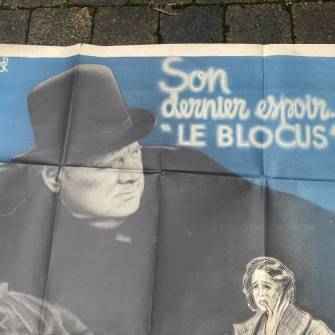 Son
dernier espoir..
"LE BLOCUS"